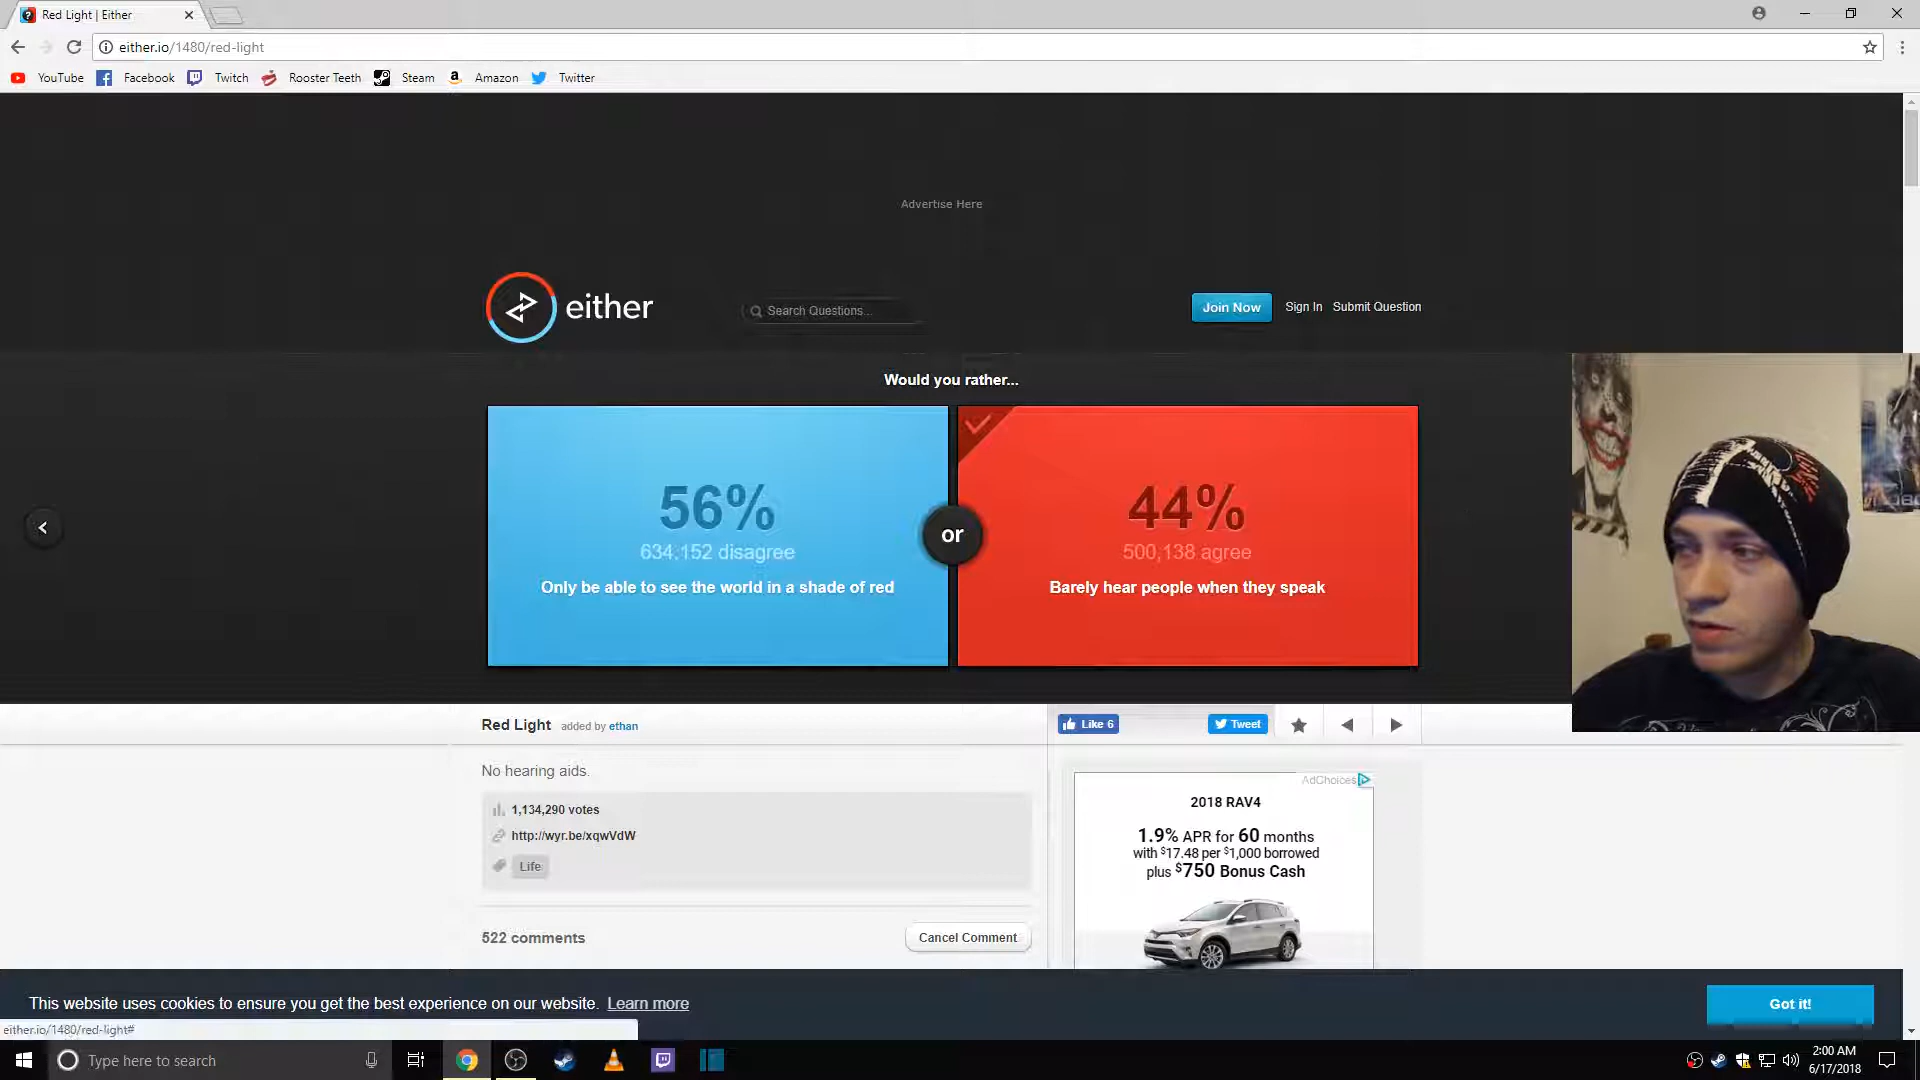 Red Light | Either
either.io/1480/red-light
YouTube Facebook Twitch Rooster Teeth Steam Amazon Twitter
Advertise Here
either
Search Questions...
Join Now Sign In Submit Question
Would you rather...
56%
634,152 disagree
Only be able to see the world in a shade of red
or
44%
500,138 agree
Barely hear people when they speak
Red Light added by ethan
Like 6
Tweet
No hearing aids.
1,134,290 votes
http://wyr.be/xqwVdW
Life
522 comments
Cancel Comment
AdChoices
2018 RAV4
1.9% APR for 60 months
with $17.48 per $1,000 borrowed
plus $750 Bonus Cash
This website uses cookies to ensure you get the best experience on our website. Learn more
Got it!
either.io/1480/red-light#
Type here to search
2:00 AM
6/17/2018